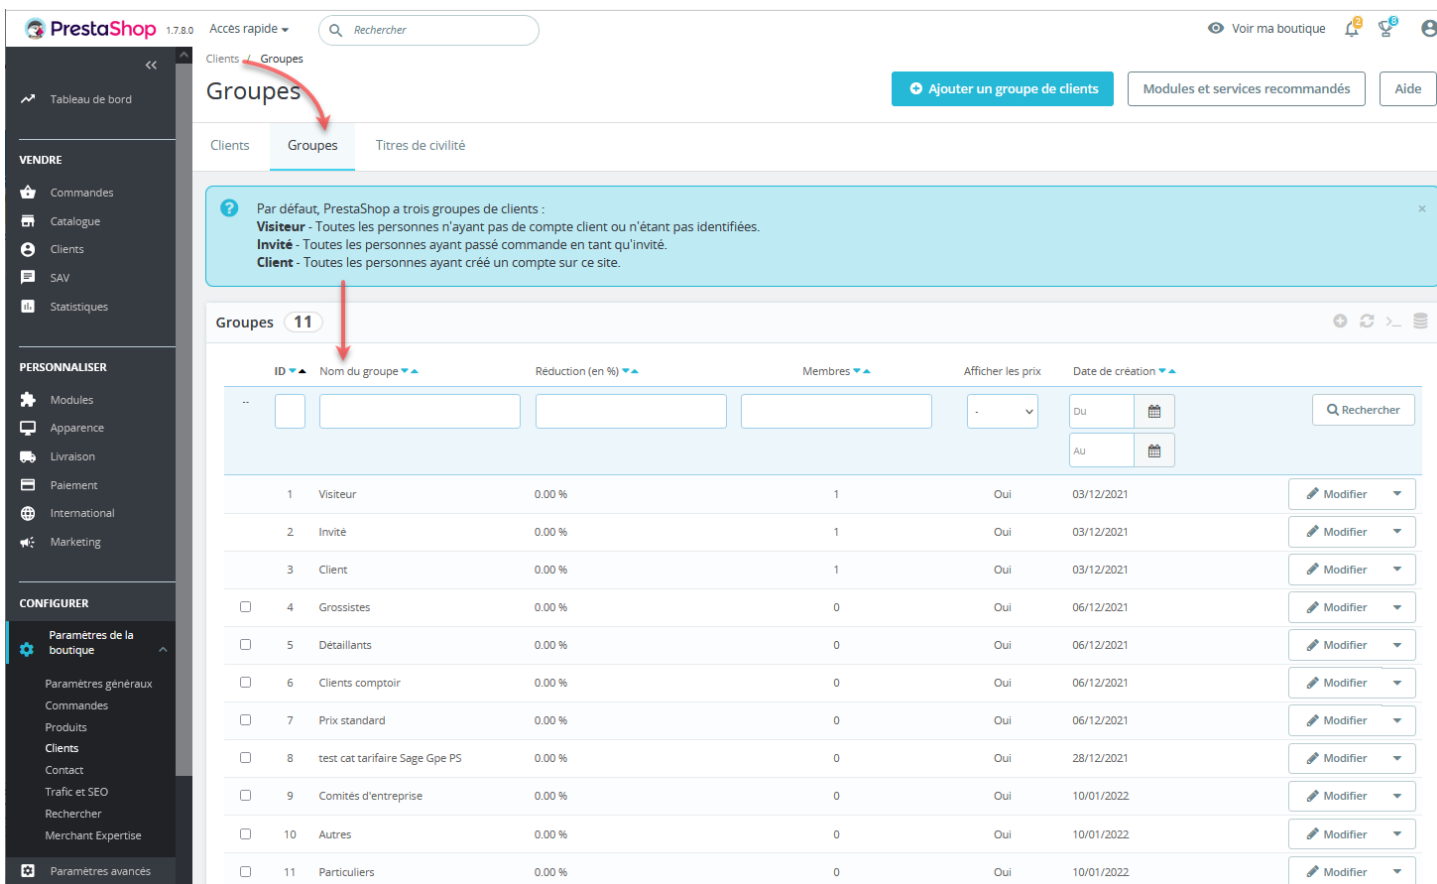 PrestaShop 1.7.8.0 Accès rapide Rechercher Voir ma boutique 2 8
Clients / Groupes
Groupes
Ajouter un groupe de clients Modules et services recommandés Aide
Clients Groupes Titres de civilité
Tableau de bord
VENDRE
Commandes
Catalogue
Clients
SAV
Statistiques
PERSONNALISER
Modules
Apparence
Livraison
Paiement
International
Marketing
CONFIGURER
Paramètres de la
boutique
Paramètres généraux
Commandes
Produits
Clients
Contact
Trafic et SEO
Rechercher
Merchant Expertise
Paramètres avancés
Par défaut, PrestaShop a trois groupes de clients :
Visiteur - Toutes les personnes n'ayant pas de compte client ou n'étant pas identifiées.
Invité - Toutes les personnes ayant passé commande en tant qu'invité.
Client - Toutes les personnes ayant créé un compte sur ce site.
Groupes 11
ID Nom du groupe Réduction (en %) Membres Afficher les prix Date de création
-- - Du Rechercher
Au
1 Visiteur 0.00 % 1 Oui 03/12/2021 Modifier
2 Invité 0.00 % 1 Oui 03/12/2021 Modifier
3 Client 0.00 % 1 Oui 03/12/2021 Modifier
4 Grossistes 0.00 % 0 Oui 06/12/2021 Modifier
5 Détaillants 0.00 % 0 Oui 06/12/2021 Modifier
6 Clients comptoir 0.00 % 0 Oui 06/12/2021 Modifier
7 Prix standard 0.00 % 0 Oui 06/12/2021 Modifier
8 test cat tarifaire Sage Gpe PS 0.00 % 0 Oui 28/12/2021 Modifier
9 Comités d'entreprise 0.00 % 0 Oui 10/01/2022 Modifier
10 Autres 0.00 % 0 Oui 10/01/2022 Modifier
11 Particuliers 0.00 % 0 Oui 10/01/2022 Modifier